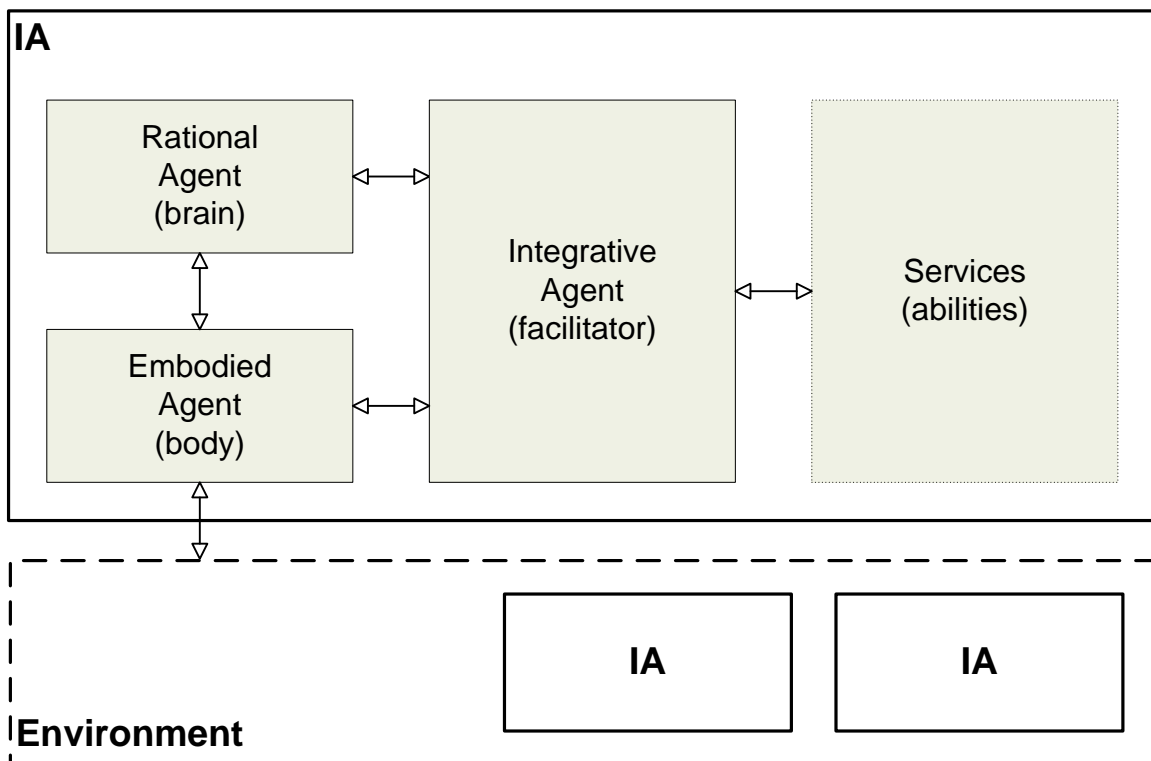 IA
Rational
Agent
(brain)
Integrative
Agent
(facilitator)
Services
(abilities)
Embodied
Agent
(body)
IA
IA
Environment